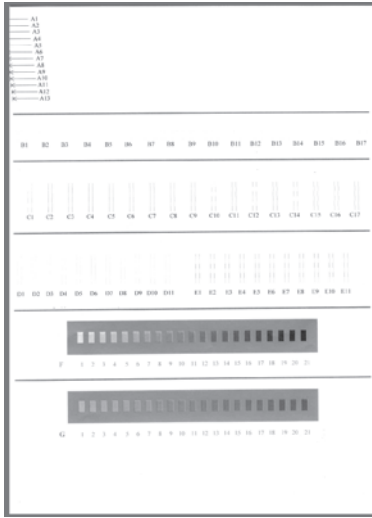 A1
A2
A3
A4
A5
A6
A7
A8
A9
A10
A11
A12
A13
B1 B2 B3 B4 B5 B6 B7 B8 B9 B10 B11 B12 B13 B14 B15 B16 B17
C1 C2 C3 C4 C5 C6 C7 C8 C9 C10 C11 C12 C13 C14 C15 C16 C17
D1 D2 D3 D4 D5 D6 D7 D8 D9 D10 D11 E1 E2 E3 E4 E5 E6 E7 E8 E9 E10 E11
F 1 2 3 4 5 6 7 8 9 10 11 12 13 14 15 16 17 18 19 20 21
G 1 2 3 4 5 6 7 8 9 10 11 12 13 14 15 16 17 18 19 20 21